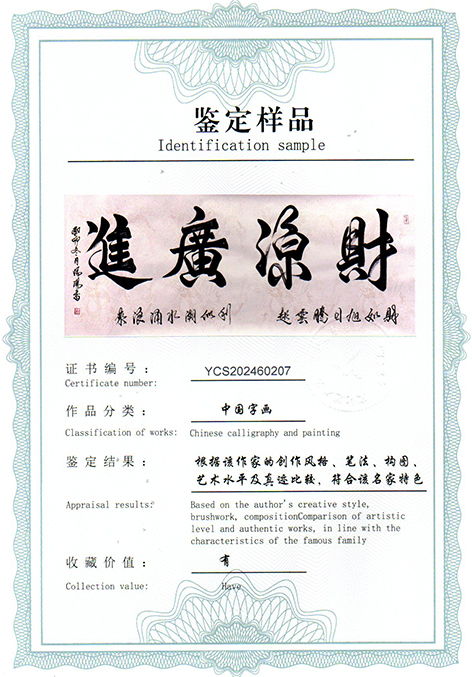 鉴定样品
Identification sample
財源廣進
財如旭日騰雲起
利似潮水涌浪來
证书编号：
YCS202460207
Certificate number:
作品分类：
中国字画
Classification of works:
Chinese calligraphy and painting
鉴定结果：
根据该作家的创作风格、笔法、构图、
艺术水平及真迹比较，符合该名家特色
Appraisal results:
Based on the author's creative style,
brushwork, compositionComparison of artistic
level and authentic works, in line with the
characteristics of the famous family
收藏价值：
有
Collection value:
Have